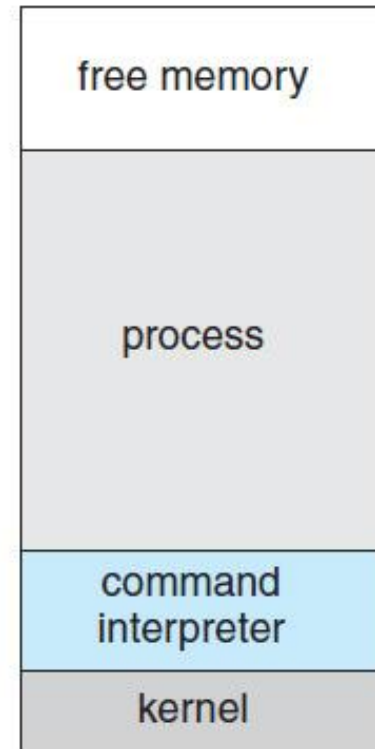 free memory
process
command
interpreter
kernel